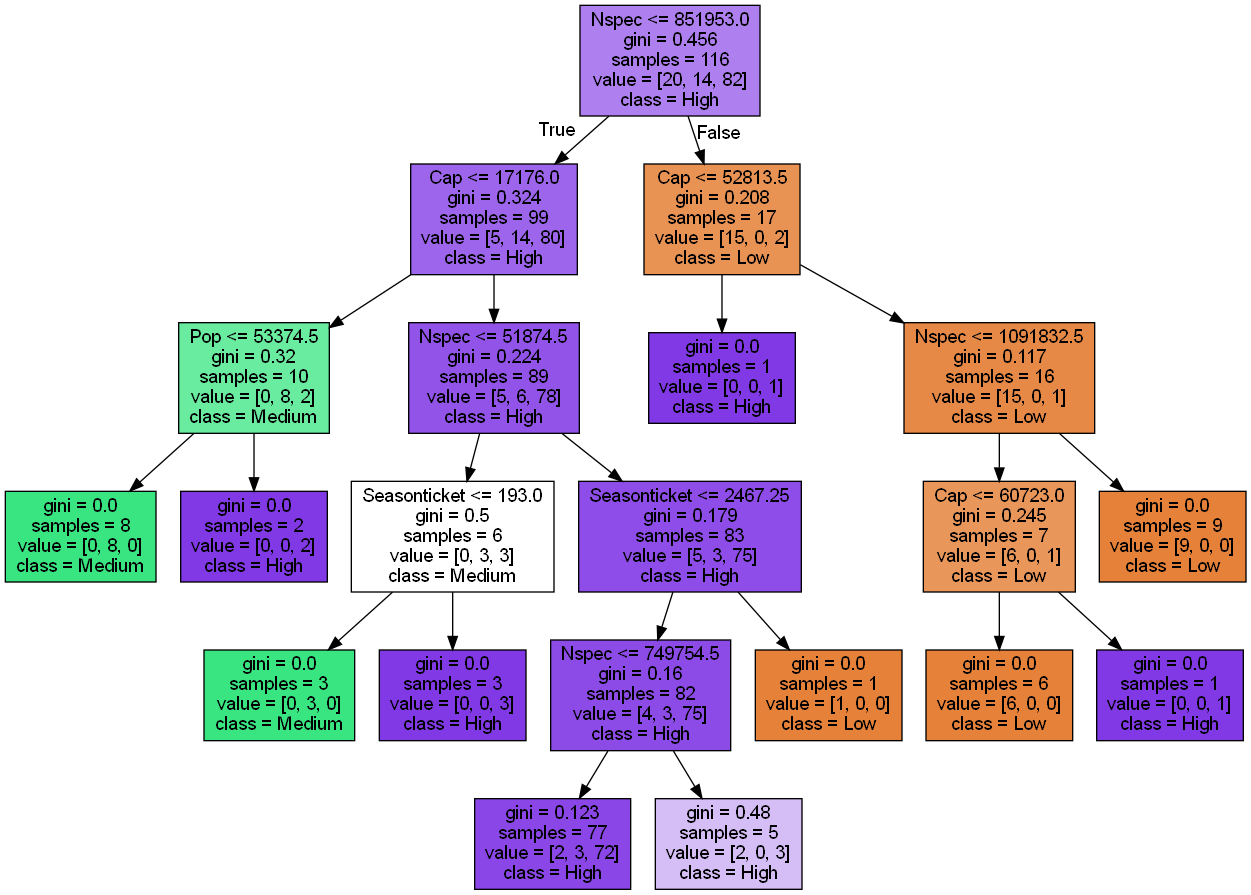 Nspec <= 851953.0
gini = 0.456
samples = 116
value = [20, 14, 82]
class = High
True
False
Cap <= 17176.0
gini = 0.324
samples = 99
value = [5, 14, 80]
class = High
Cap <= 52813.5
gini = 0.208
samples = 17
value = [15, 0, 2]
class = Low
Pop <= 53374.5
gini = 0.32
samples = 10
value = [0, 8, 2]
class = Medium
Nspec <= 51874.5
gini = 0.224
samples = 89
value = [5, 6, 78]
class = High
gini = 0.0
samples = 1
value = [0, 0, 1]
class = High
Nspec <= 1091832.5
gini = 0.117
samples = 16
value = [15, 0, 1]
class = Low
gini = 0.0
samples = 8
value = [0, 8, 0]
class = Medium
gini = 0.0
samples = 2
value = [0, 0, 2]
class = High
Seasonticket <= 193.0
gini = 0.5
samples = 6
value = [0, 3, 3]
class = Medium
Seasonticket <= 2467.25
gini = 0.179
samples = 83
value = [5, 3, 75]
class = High
Cap <= 60723.0
gini = 0.245
samples = 7
value = [6, 0, 1]
class = Low
gini = 0.0
samples = 9
value = [9, 0, 0]
class = Low
gini = 0.0
samples = 3
value = [0, 3, 0]
class = Medium
gini = 0.0
samples = 3
value = [0, 0, 3]
class = High
Nspec <= 749754.5
gini = 0.16
samples = 82
value = [4, 3, 75]
class = High
gini = 0.0
samples = 1
value = [1, 0, 0]
class = Low
gini = 0.0
samples = 6
value = [6, 0, 0]
class = Low
gini = 0.0
samples = 1
value = [0, 0, 1]
class = High
gini = 0.123
samples = 77
value = [2, 3, 72]
class = High
gini = 0.48
samples = 5
value = [2, 0, 3]
class = High